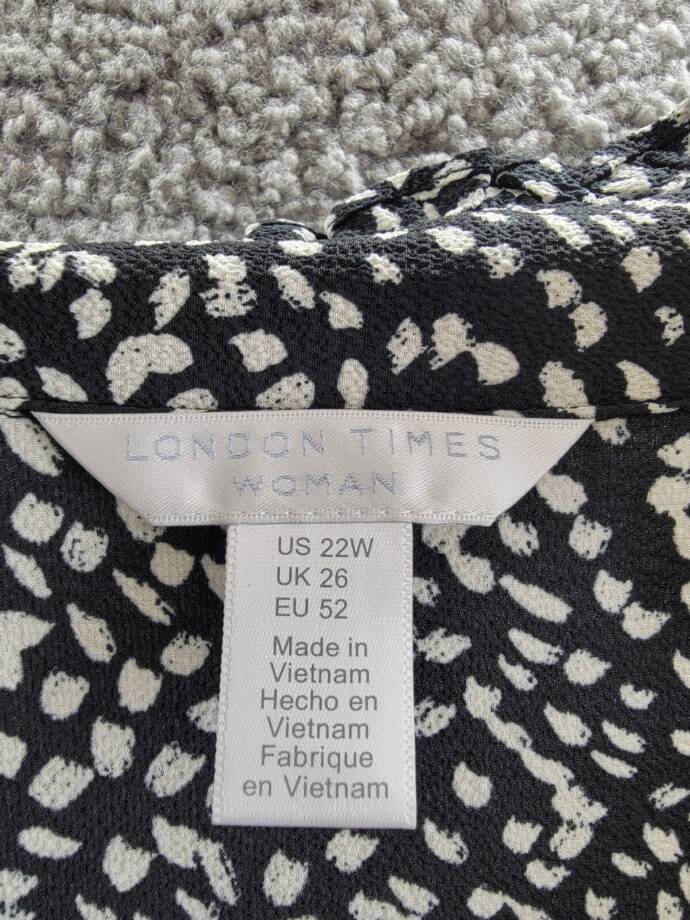 LONDON TIMES
WOMAN
US 22W
UK 26
EU 52
Made in
Vietnam
Hecho en
Vietnam
Fabrique
en Vietnam